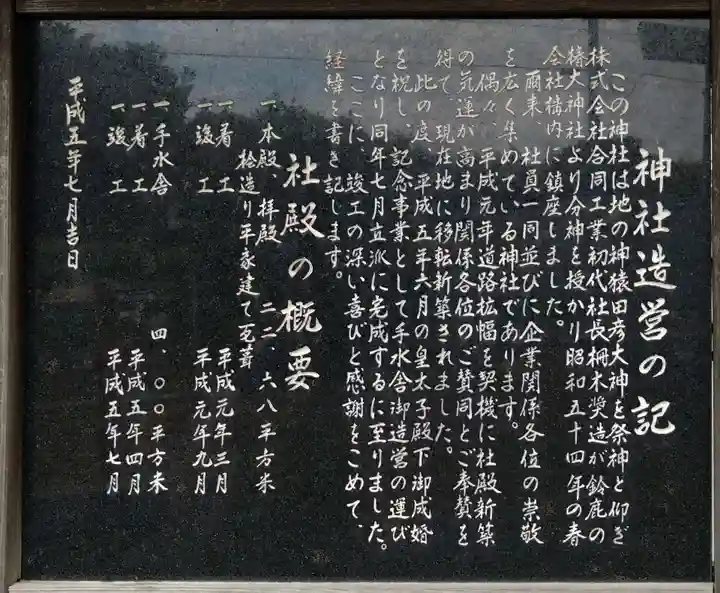 神社造営の記
この神社は地の神猿田彦大神を祭神と仰ぎ
株式会社合同工業初代社長栅木奨造が鈴鹿の
椿大神社より分神を授かり昭和五十四年の春
会社構内に鎮座しました。
爾来、社員一同並びに企業関係各位の崇敬
を広く集めている神社であります。
偶々、平成元年道路拡幅を契機に社殿新築
の気運が高まり関係各位のご賛同とご奉賛を
得て、現在地に移転新築されました。
此の度、平成五年六月の皇太子殿下御成婚
を祝し、記念事業として手水舎御造営の運び
となり同年七月立派に完成するに至りました。
ここに、竣工の深い喜びと感謝をこめて、
経緯を書き記します。
社殿の概要
一、本殿、拝殿 二二、六八平方米
桧造り平家建て瓦葺
一着工 平成元年三月
一竣工 平成元年九月
一手水舎 四、〇〇平方米
一着工 平成五年四月
一竣工 平成五年七月
平成五年七月吉日